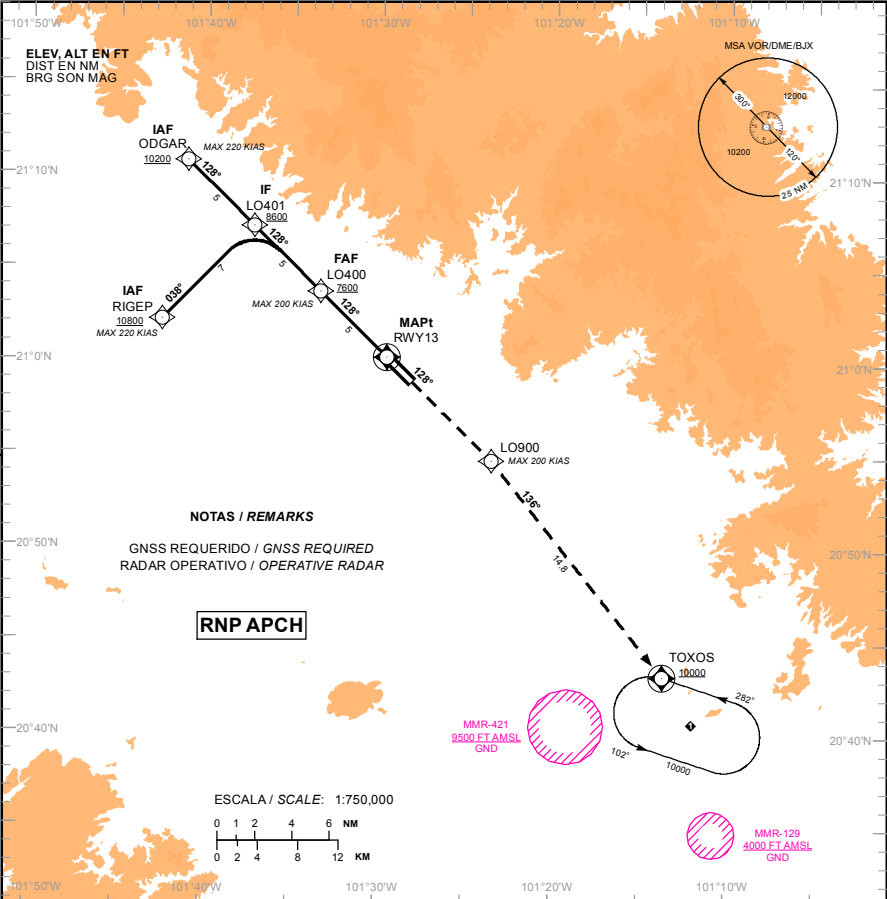 101°50'W 101°40'W 101°30'W 101°20'W 101°10'W
ELEV, ALT EN FT
DIST EN NM
BRG SON MAG
MSA VOR/DME/BJX
300°
12000
120°
10200
25 NM
IAF
ODGAR
10200
MAX 220 KIAS
128°
5
21°10'N 21°10'N
IF
LO401
8600
128°
5
FAF
LO400
7600
MAX 200 KIAS
128°
5
IAF
RIGEP
10800
MAX 220 KIAS
038°
7
MAPt
RWY13
128°
21°0'N 21°0'N
LO900
MAX 200 KIAS
136°
14.8
NOTAS / REMARKS
GNSS REQUERIDO / GNSS REQUIRED
RADAR OPERATIVO / OPERATIVE RADAR
20°50'N 20°50'N
RNP APCH
TOXOS
10000
282°
1
102°
10000
MMR-421
9500 FT AMSL
GND
20°40'N 20°40'N
ESCALA / SCALE: 1:750,000
0 1 2 4 6 NM
0 2 4 8 12 KM
MMR-129
4000 FT AMSL
GND
101°50'W 101°40'W 101°30'W 101°20'W 101°10'W